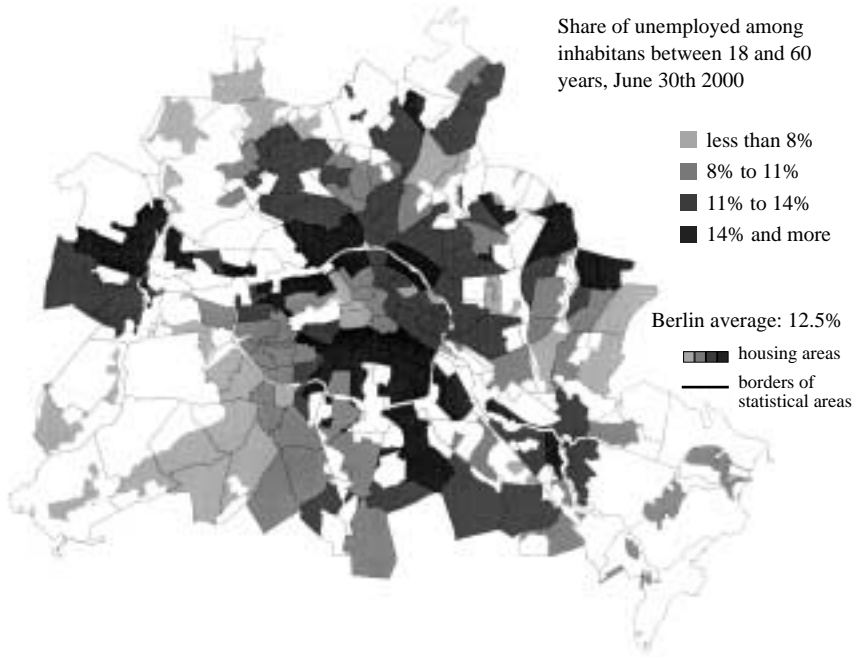 Share of unemployed among
inhabitans between 18 and 60
years, June 30th 2000
less than 8%
8% to 11%
11% to 14%
14% and more
Berlin average: 12.5%
housing areas
borders of
statistical areas